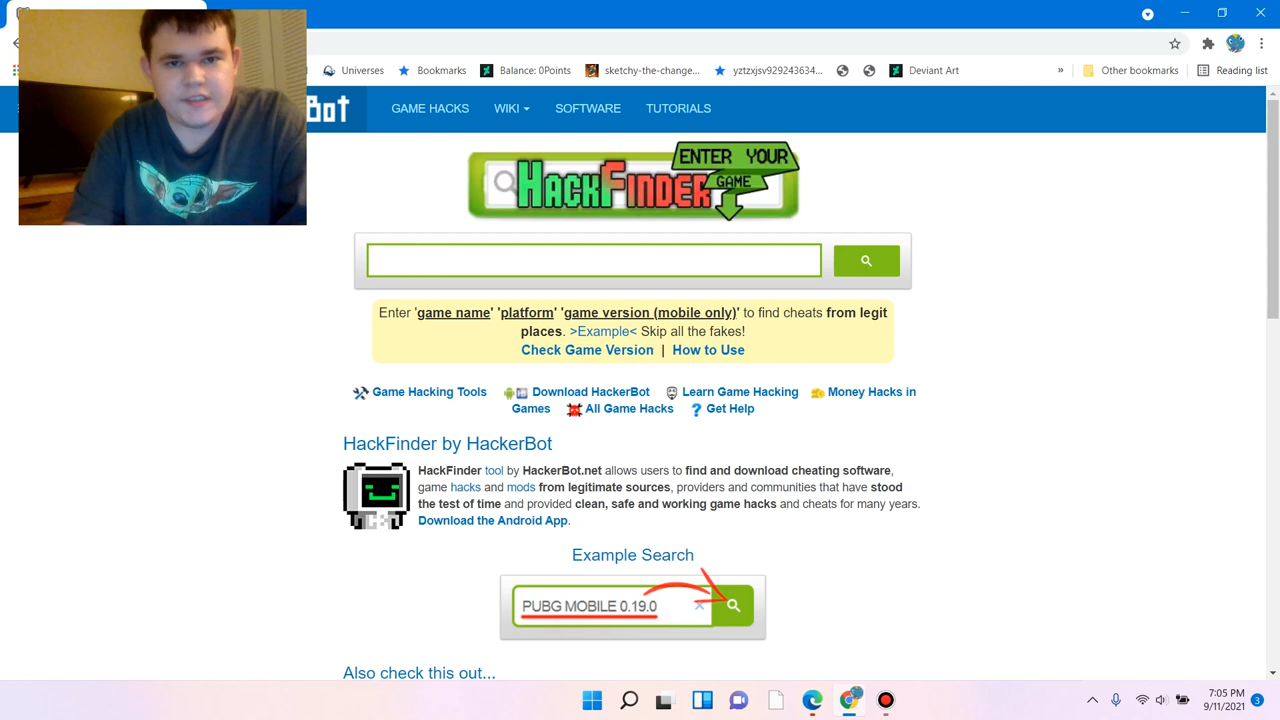 Universes
Bookmarks
Balance: 0Points
sketchy-the-change...
yztzxjsv929243634...
Deviant Art
»
Other bookmarks
Reading list
Bot
GAME HACKS
WIKI
SOFTWARE
TUTORIALS
ENTER YOUR
GAME
HACKFINDER
Enter 'game name' 'platform' 'game version (mobile only)' to find cheats from legit
places. >Example< Skip all the fakes!
Check Game Version | How to Use
Game Hacking Tools
Download HackerBot
Learn Game Hacking
Money Hacks in
Games
All Game Hacks
Get Help
HackFinder by HackerBot
HackFinder tool by HackerBot.net allows users to find and download cheating software,
game hacks and mods from legitimate sources, providers and communities that have stood
the test of time and provided clean, safe and working game hacks and cheats for many years.
Download the Android App.
Example Search
PUBG MOBILE 0.19.0
Also check this out...
7:05 PM
9/11/2021
3